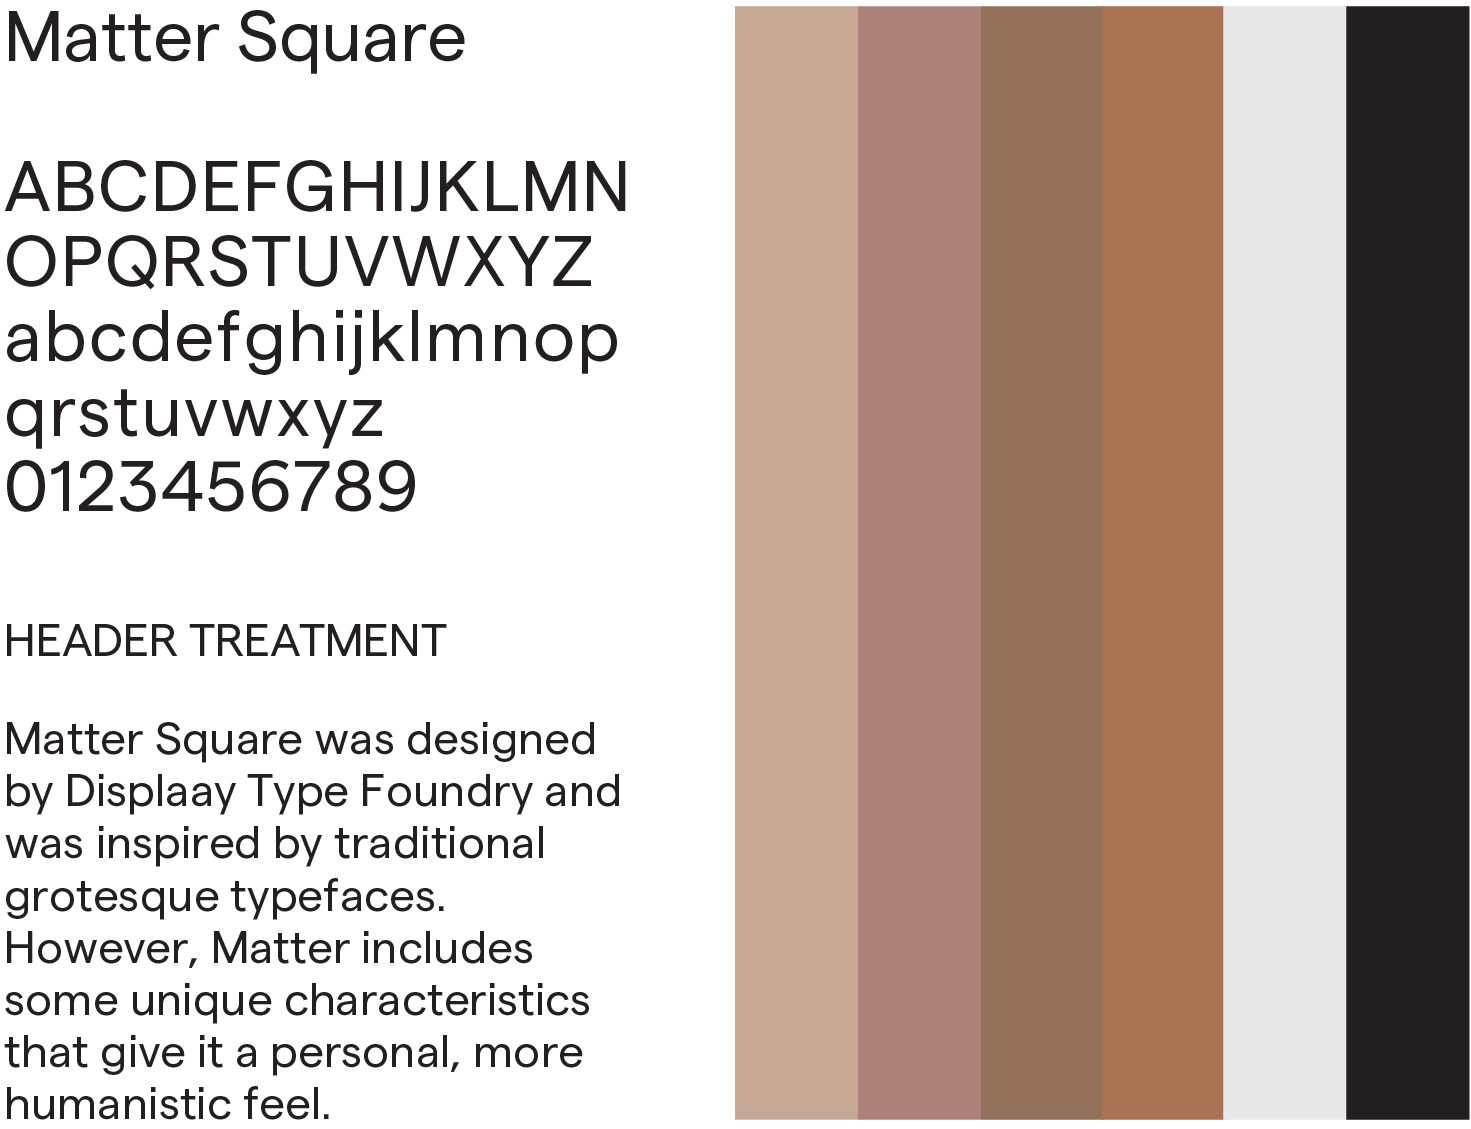 Matter Square
ABCDEFGHIJKLMN
OPQRSTUVWXYZ
abcdefghijklmnop
qrstuvwxyz
0123456789
HEADER TREATMENT
Matter Square was designed
by Displaay Type Foundry and
was inspired by traditional
grotesque typefaces.
However, Matter includes
some unique characteristics
that give it a personal, more
humanistic feel.